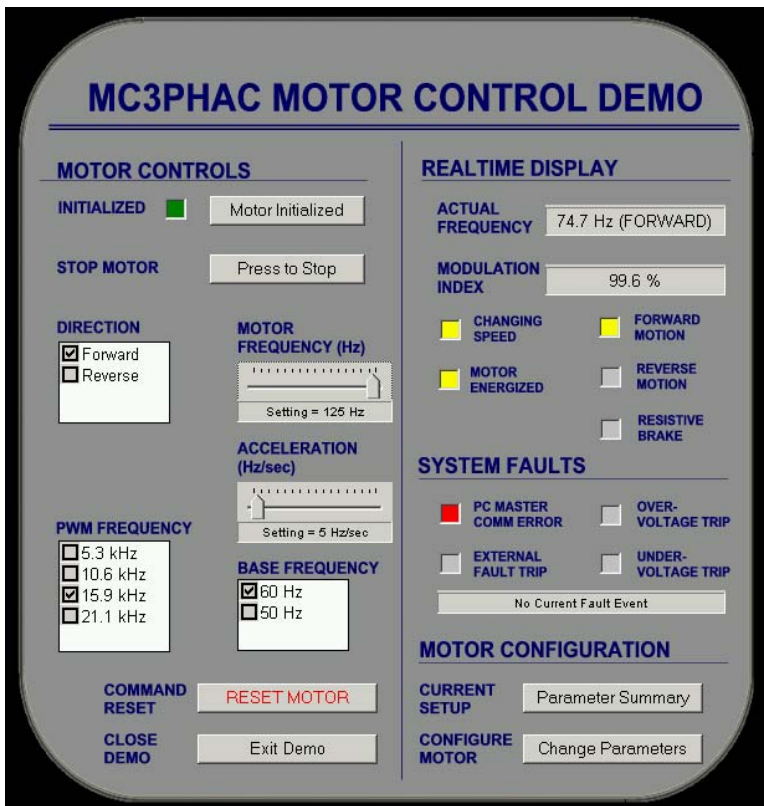 MC3PHAC MOTOR CONTROL DEMO
MOTOR CONTROLS
INITIALIZED
Motor Initialized
STOP MOTOR
Press to Stop
DIRECTION
Forward
Reverse
MOTOR
FREQUENCY (Hz)
Setting = 125 Hz
ACCELERATION
(Hz/sec)
Setting = 5 Hz/sec
PWM FREQUENCY
5.3 kHz
10.6 kHz
15.9 kHz
21.1 kHz
BASE FREQUENCY
60 Hz
50 Hz
COMMAND
RESET
RESET MOTOR
CLOSE
DEMO
Exit Demo
REALTIME DISPLAY
ACTUAL
FREQUENCY
74.7 Hz (FORWARD)
MODULATION
INDEX
99.6 %
CHANGING
SPEED
FORWARD
MOTION
MOTOR
ENERGIZED
REVERSE
MOTION
RESISTIVE
BRAKE
SYSTEM FAULTS
PC MASTER
COMM ERROR
OVER-
VOLTAGE TRIP
EXTERNAL
FAULT TRIP
UNDER-
VOLTAGE TRIP
No Current Fault Event
MOTOR CONFIGURATION
CURRENT
SETUP
Parameter Summary
CONFIGURE
MOTOR
Change Parameters